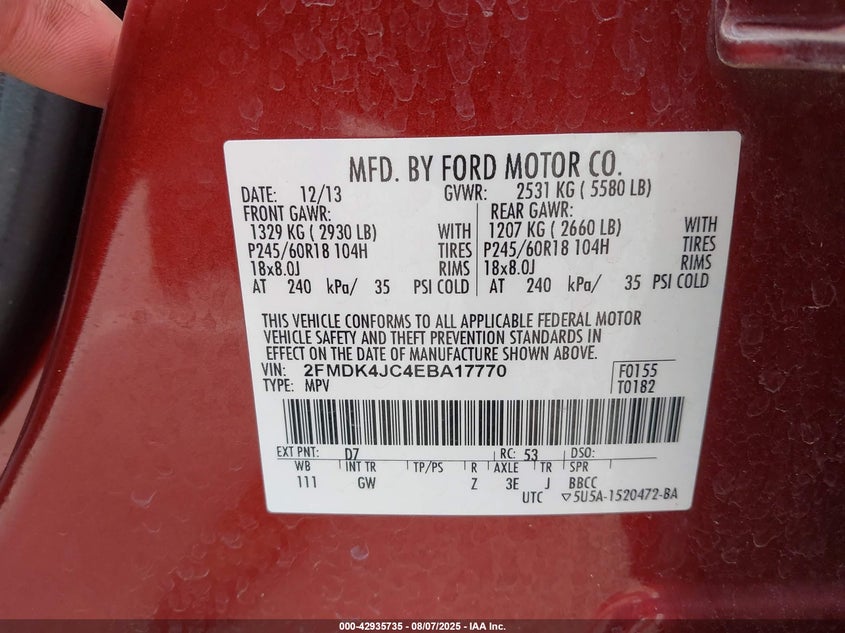 MFD. BY FORD MOTOR CO.
DATE: 12/13 GVWR: 2531 KG ( 5580 LB)
FRONT GAWR: REAR GAWR:
1329 KG ( 2930 LB) WITH 1207 KG ( 2660 LB) WITH
P245/60R18 104H TIRES P245/60R18 104H TIRES
18x8.0J RIMS 18x8.0J RIMS
AT 240 kPa/ 35 PSI COLD AT 240 kPa/ 35 PSI COLD
THIS VEHICLE CONFORMS TO ALL APPLICABLE FEDERAL MOTOR
VEHICLE SAFETY AND THEFT PREVENTION STANDARDS IN
EFFECT ON THE DATE OF MANUFACTURE SHOWN ABOVE.
VIN: 2FMDK4JC4EBA17770 F0155
TYPE: MPV T0182
EXT PNT: D7 RC: 53 DSO:
WB INT TR TP/PS R AXLE TR SPR
111 GW Z 3E J BBCC
UTC ▽5U5A-1520472-BA
000-42935735 - 08/07/2025 - IAA Inc.